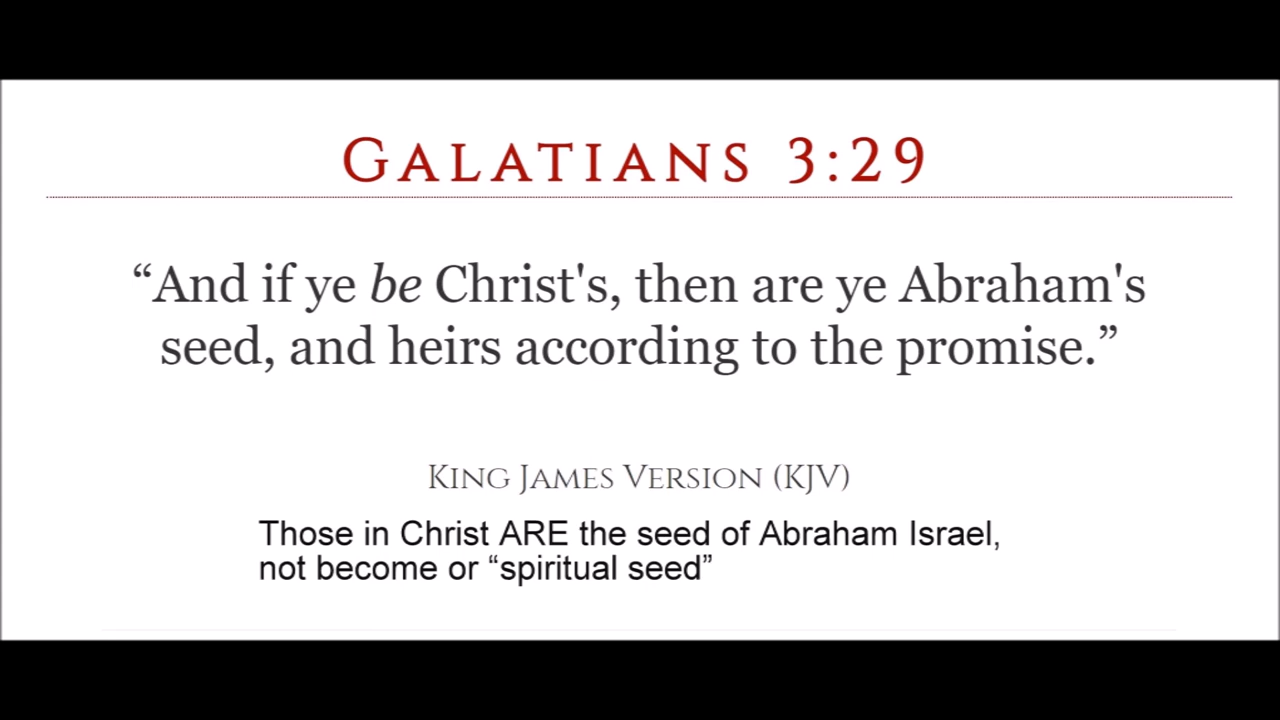 GALATIANS 3:29
“And if ye be Christ's, then are ye Abraham's
seed, and heirs according to the promise.”
KING JAMES VERSION (KJV)
Those in Christ ARE the seed of Abraham Israel,
not become or “spiritual seed”